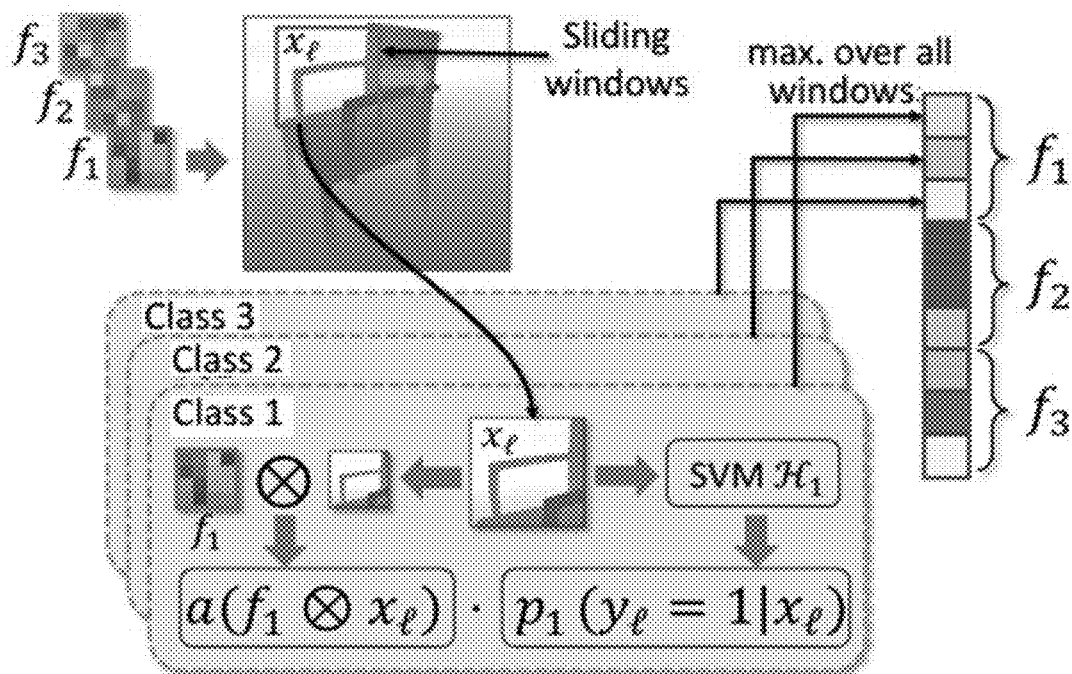 f₃
f₂
f₁
xℓ
Sliding
windows
max. over all
windows
f₁
f₂
f₃
Class 3
Class 2
Class 1
f₁
⊗
xℓ
SVM ℋ₁
a(f₁ ⊗ xℓ) · p₁(yℓ = 1|xℓ)